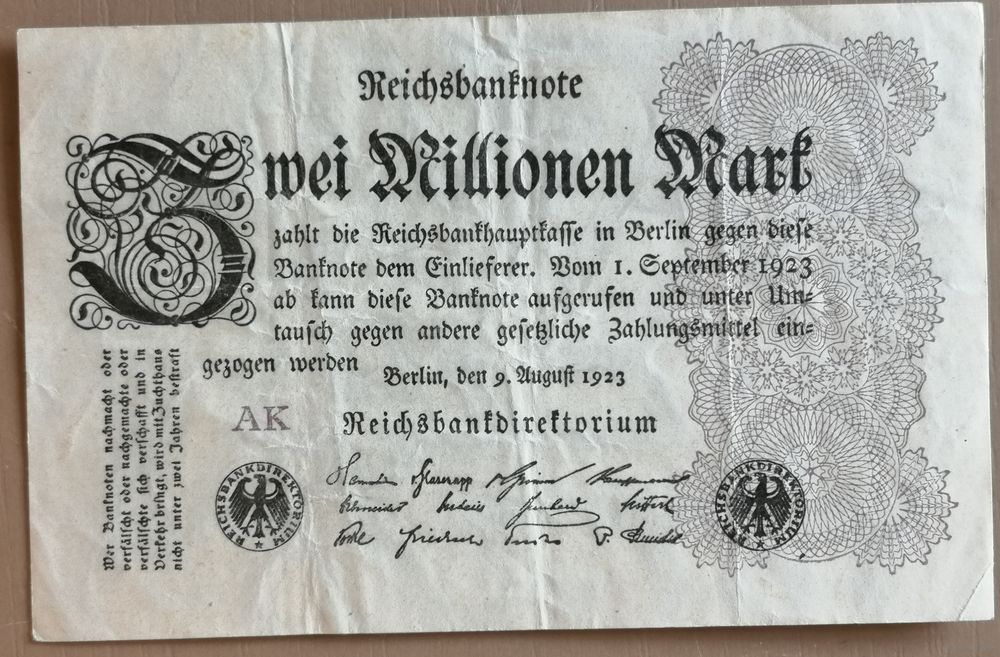 Reichsbanknote
Zwei Millionen Mark
zahlt die Reichsbankhauptkasse in Berlin gegen diese
Banknote dem Einlieferer. Vom 1. September 1923
ab kann diese Banknote aufgerufen und unter Um=
tausch gegen andere gesetzliche Zahlungsmittel ein=
gezogen werden
Berlin, den 9. August 1923
AK
Reichsbankdirektorium
REICHSBANKDIREKTORIUM
REICHSBANKDIREKTORIUM
Wer Banknoten nachmacht oder
verfälscht oder nachgemachte oder
verfälschte sich verschafft und in
Verkehr bringt, wird mit Zuchthaus
nicht unter zwei Jahren bestraft